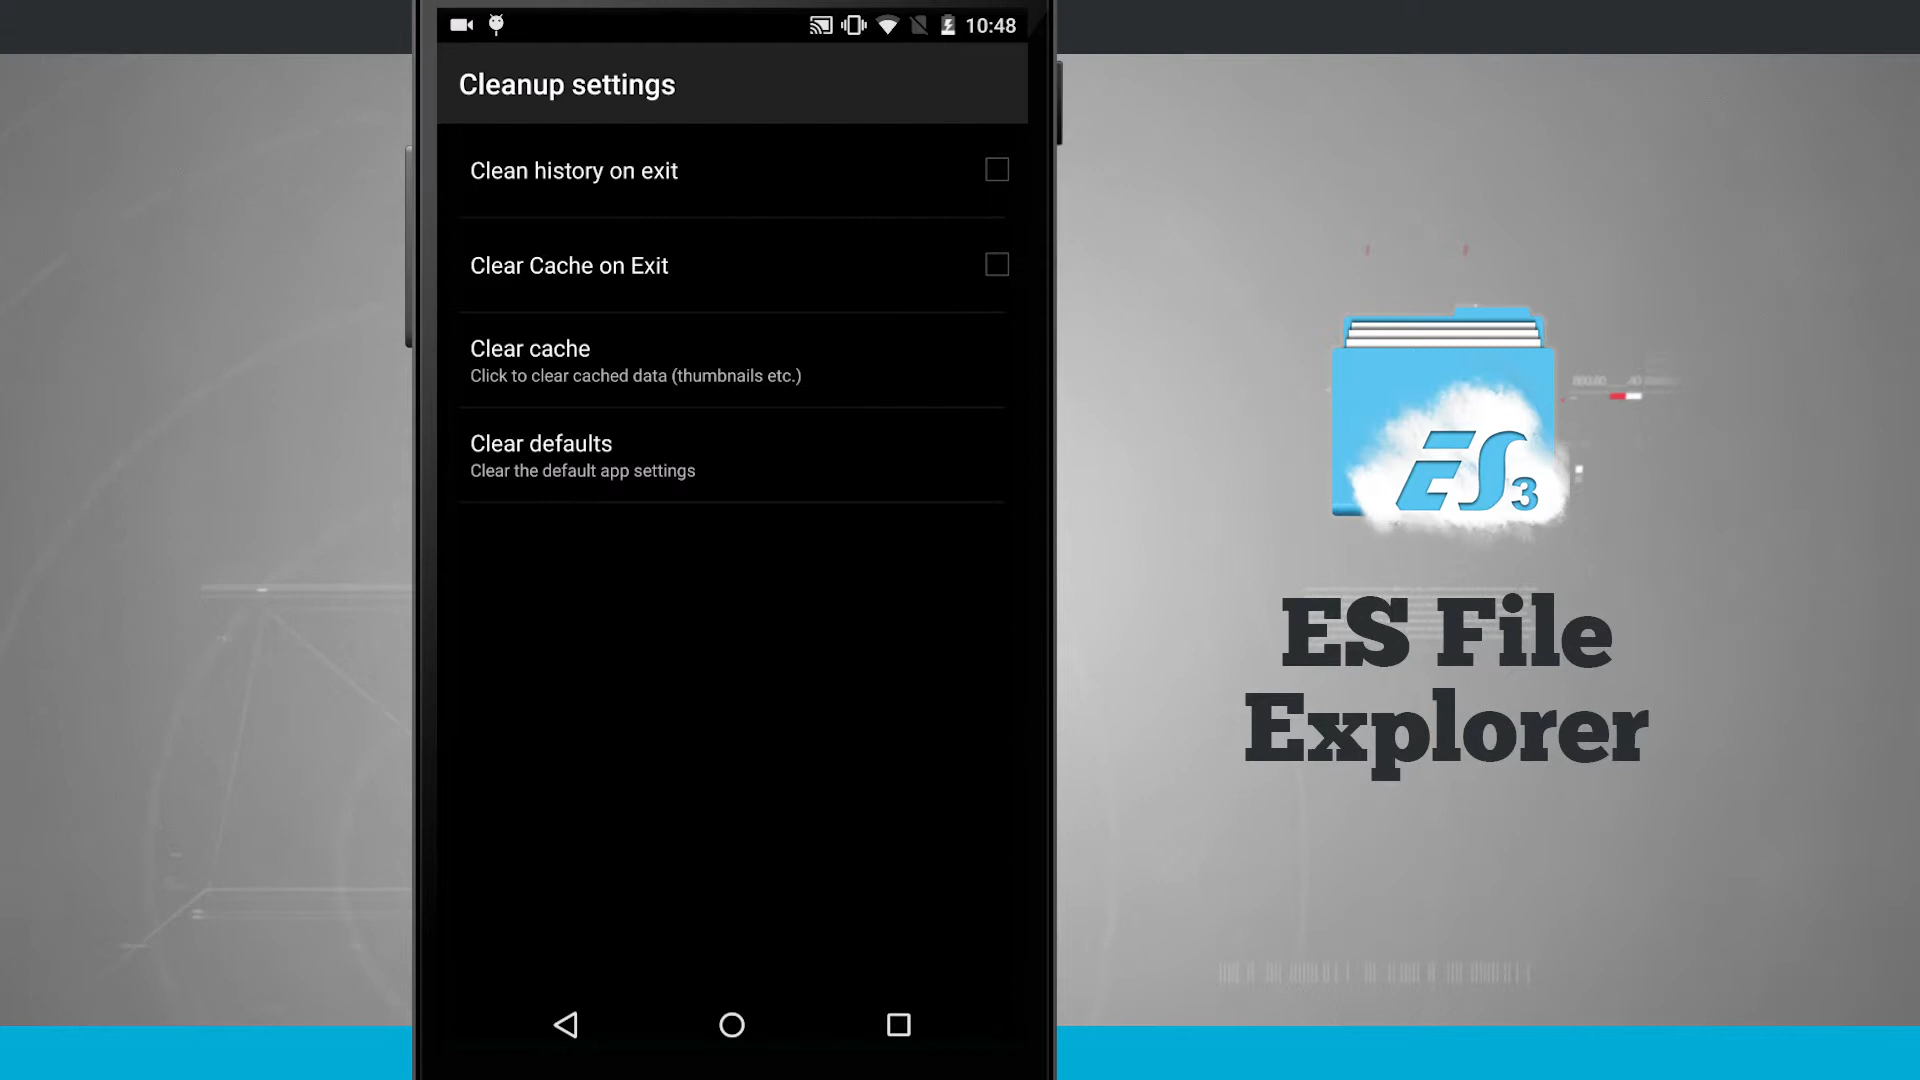 10:48
Cleanup settings
Clean history on exit
Clear Cache on Exit
Clear cache
Click to clear cached data (thumbnails etc.)
Clear defaults
Clear the default app settings
ES3
ES File
Explorer